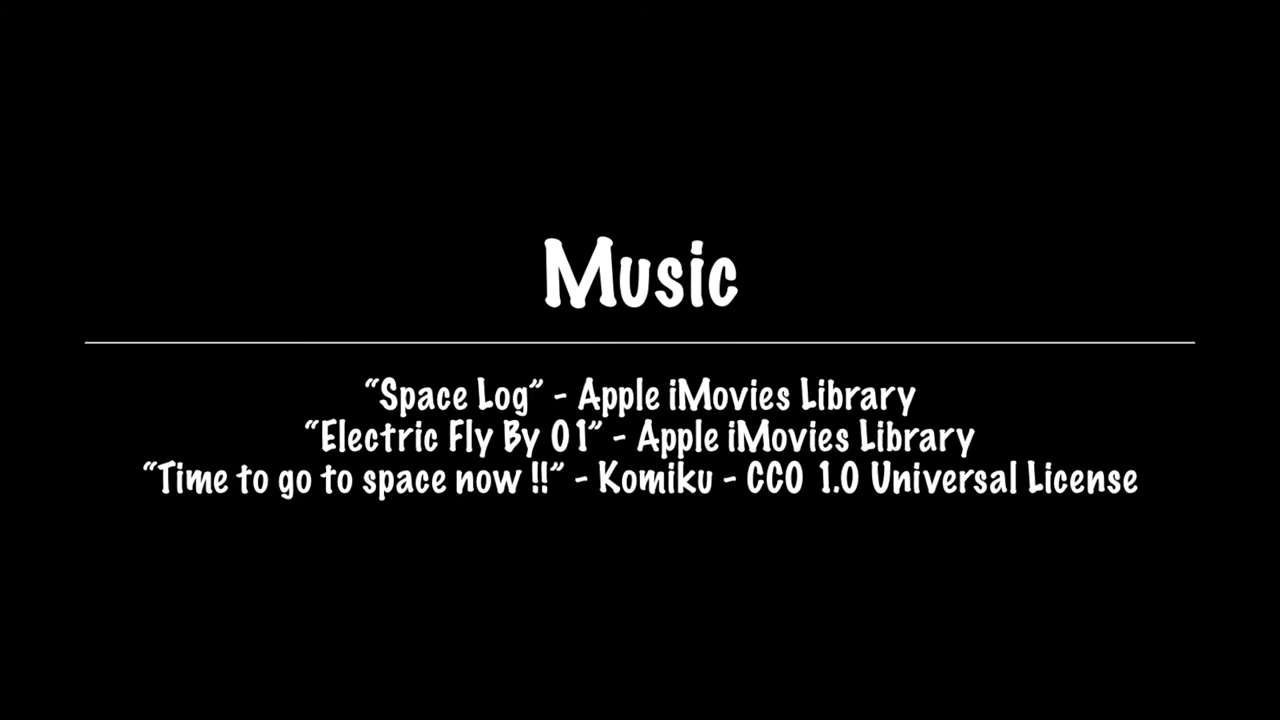 Music
“Space Log” - Apple iMovies Library
“Electric Fly By 01” - Apple iMovies Library
“Time to go to space now !!” - Komiku - CC0 1.0 Universal License